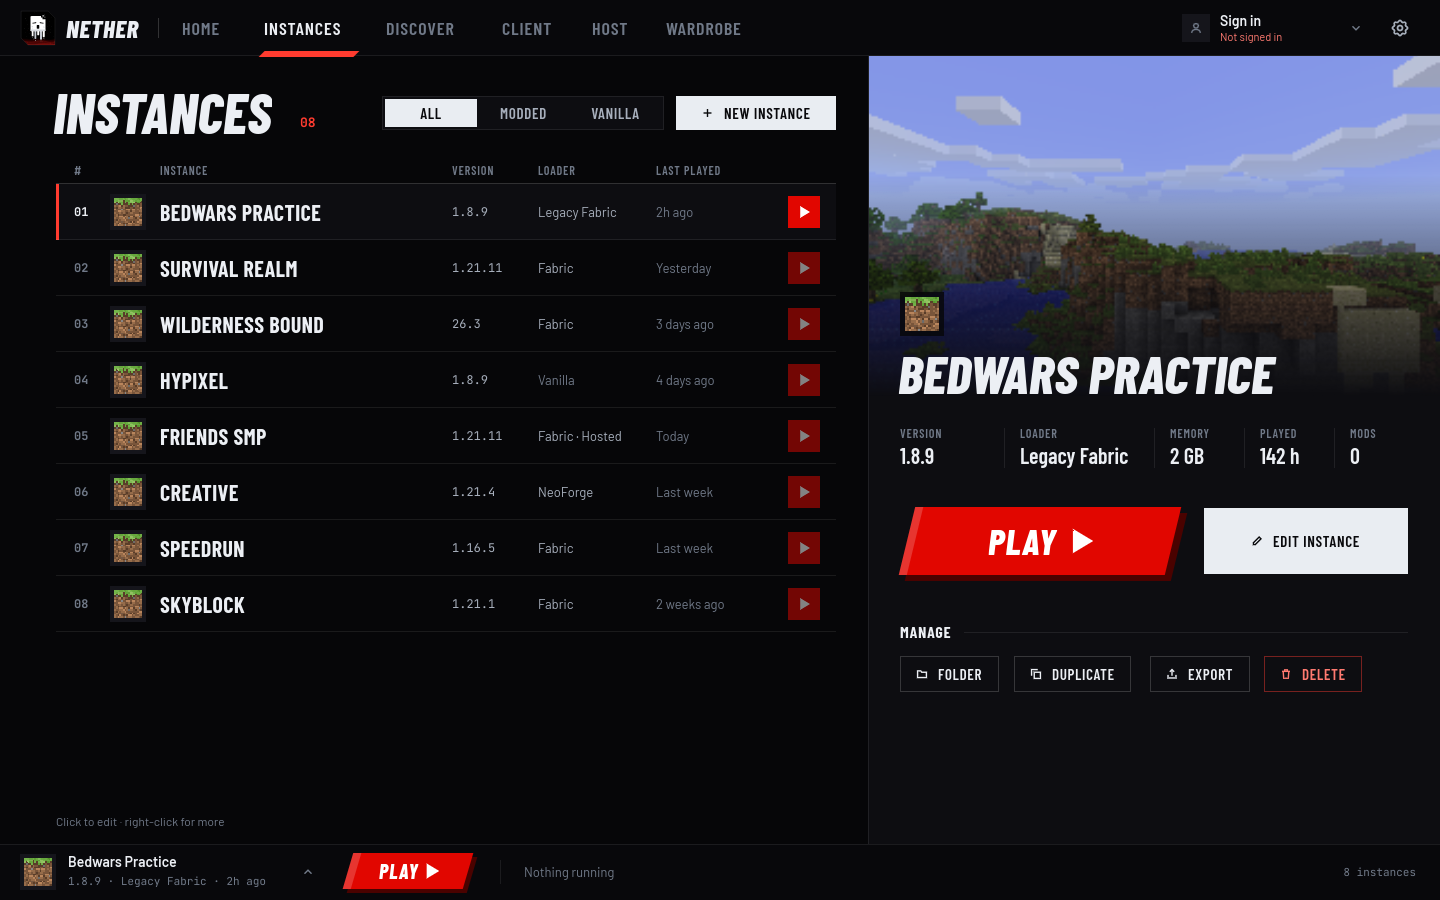 NETHER
HOME
INSTANCES
DISCOVER
CLIENT
HOST
WARDROBE
Sign in
Not signed in
INSTANCES 08
ALL
MODDED
VANILLA
+ NEW INSTANCE
# INSTANCE VERSION LOADER LAST PLAYED
01 BEDWARS PRACTICE 1.8.9 Legacy Fabric 2h ago
02 SURVIVAL REALM 1.21.11 Fabric Yesterday
03 WILDERNESS BOUND 26.3 Fabric 3 days ago
04 HYPIXEL 1.8.9 Vanilla 4 days ago
05 FRIENDS SMP 1.21.11 Fabric · Hosted Today
06 CREATIVE 1.21.4 NeoForge Last week
07 SPEEDRUN 1.16.5 Fabric Last week
08 SKYBLOCK 1.21.1 Fabric 2 weeks ago
Click to edit · right-click for more
BEDWARS PRACTICE
VERSION LOADER MEMORY PLAYED MODS
1.8.9 Legacy Fabric 2 GB 142 h 0
PLAY
EDIT INSTANCE
MANAGE
FOLDER
DUPLICATE
EXPORT
DELETE
Bedwars Practice
1.8.9 · Legacy Fabric · 2h ago
PLAY
Nothing running
8 instances